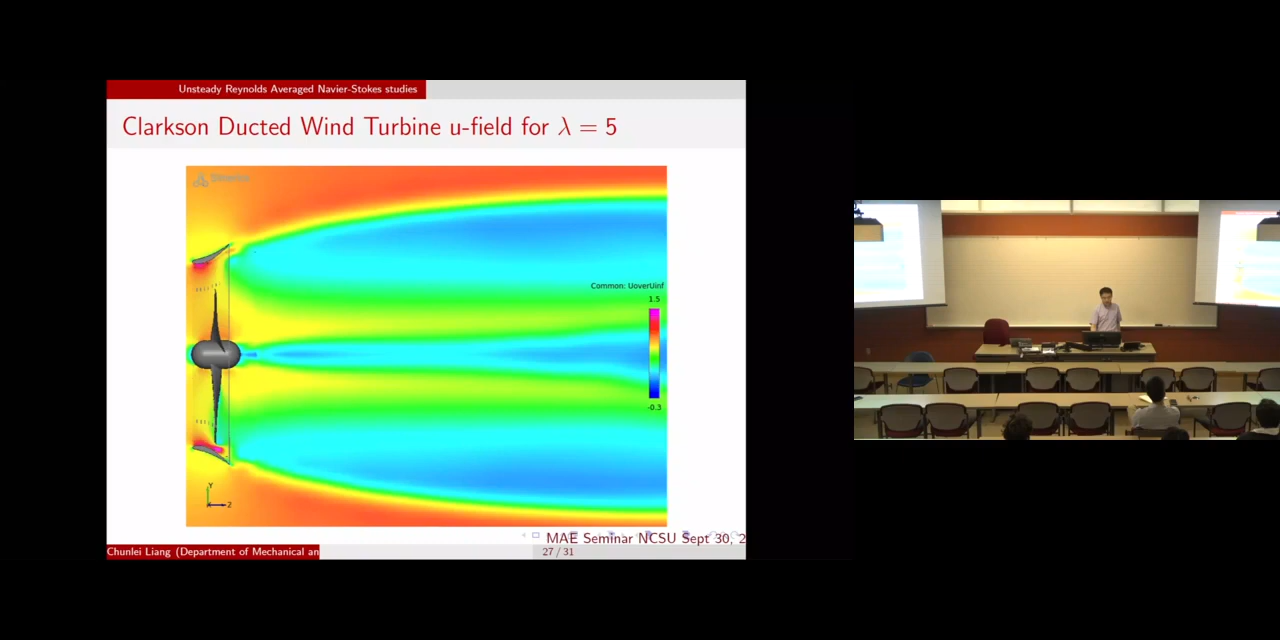 Unsteady Reynolds Averaged Navier-Stokes studies
Clarkson Ducted Wind Turbine u-field for λ = 5
Common: UoverUinf
1.5
-0.3
Y
Z
MAE Seminar NCSU Sept 30, 2
Chunlei Liang (Department of Mechanical an
27 / 31